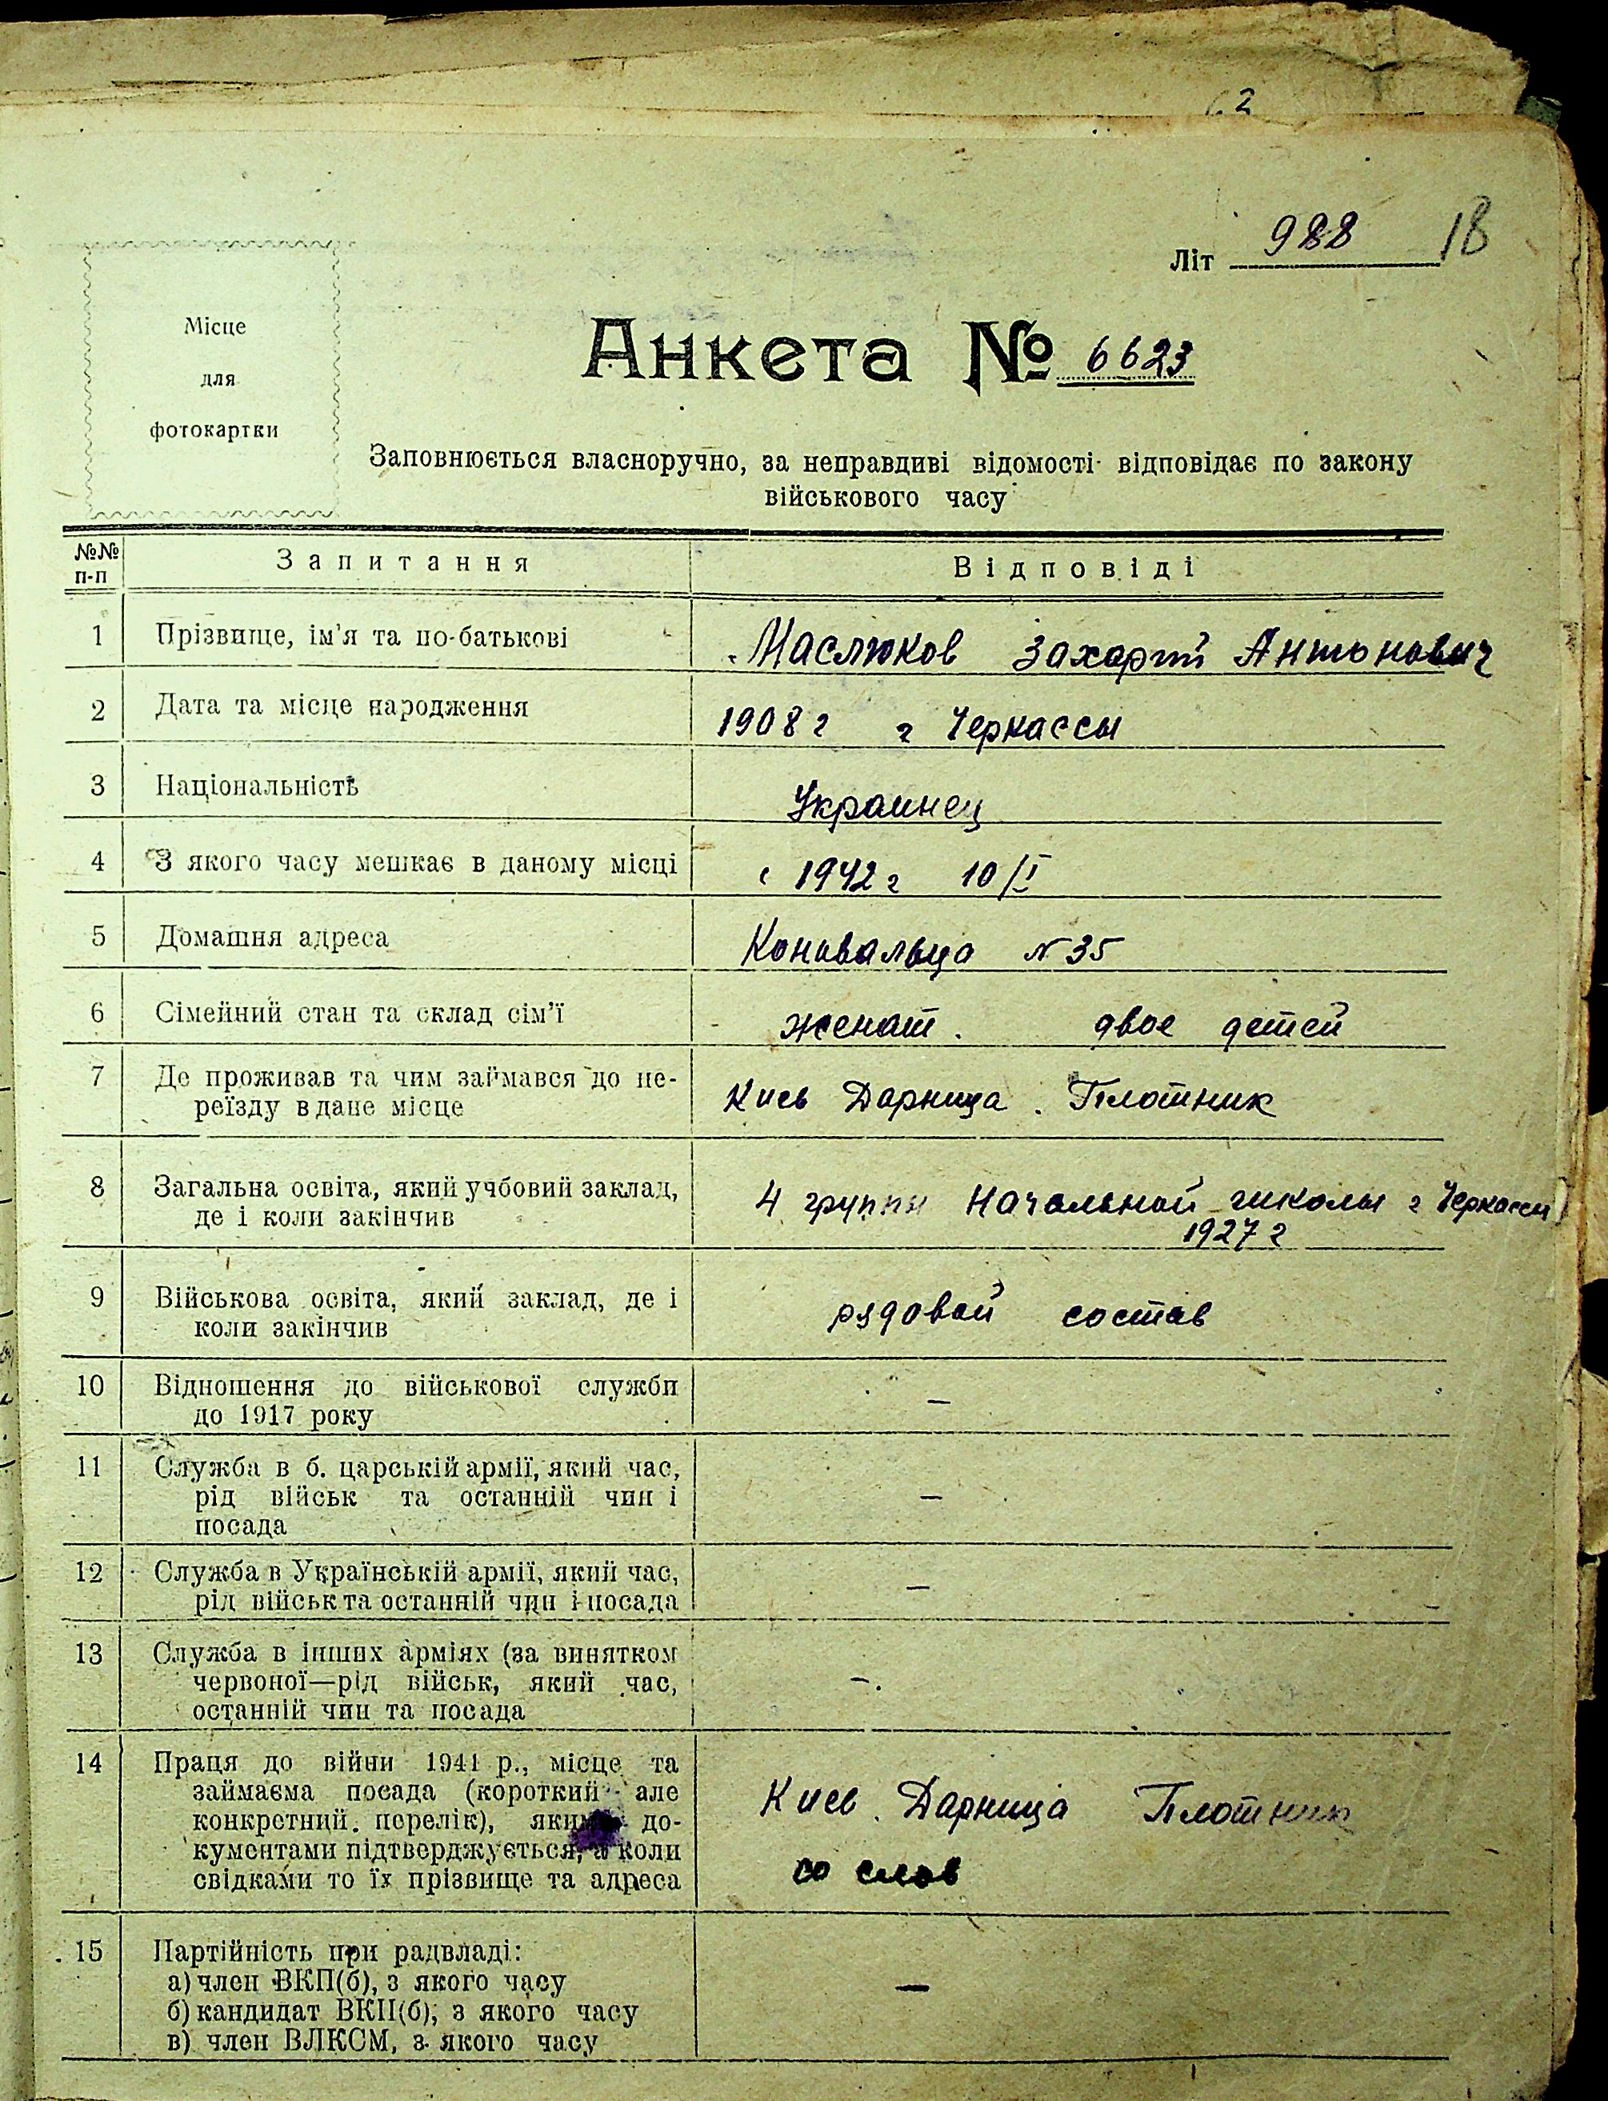 2
Літ 988 18
Місце
для
фотокартки
Анкета № 6623
Заповнюється власноручно, за неправдиві відомості відповідає по закону
військового часу
№№ п-п Запитання Відповіді
1 Прізвище, ім'я та по-батькові Маслюков Захарий Антонович
2 Дата та місце народження 1908 г г Черкассы
3 Національність Украинец
4 З якого часу мешкає в даному місці с 1942 г 10/I
5 Домашня адреса Коновальца N 35
6 Сімейний стан та склад сім'ї женат. двое детей
7 Де проживав та чим займався до пе-
реїзду в дане місце Киев Дарница. Плотник
8 Загальна освіта, який учбовий заклад, 4 группы Начальной школы г Черкассы
де і коли закінчив 1927 г
9 Військова освіта, який заклад, де і
коли закінчив рядовой состав
10 Відношення до військової служби
до 1917 року —
11 Служба в б. царській армії, який час,
рід військ та останній чин і —
посада
12 Служба в Українській армії, який час,
рід військ та останній чин і посада —
13 Служба в інших арміях (за винятком
червоної—рід військ, який час, —.
останній чин та посада
14 Праця до війни 1941 р., місце та
займаєма посада (короткий але Киев. Дарница Плотник
конкретний перелік), якими до-
кументами підтверджується, а коли
свідками то їх прізвище та адреса со слов
15 Партійність при радвладі:
а) член ВКП(б), з якого часу —
б) кандидат ВКП(б), з якого часу
в) член ВЛКСМ, з якого часу